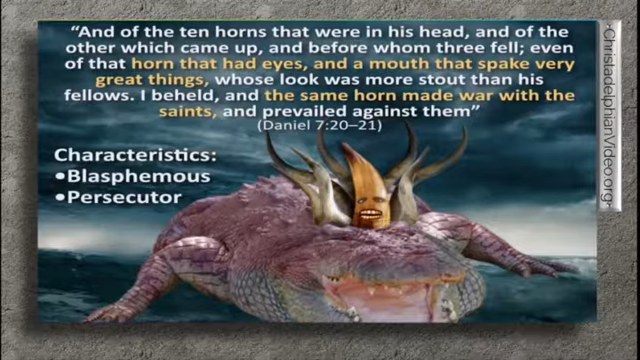 “And of the ten horns that were in his head, and of the
other which came up, and before whom three fell; even
of that horn that had eyes, and a mouth that spake very
great things, whose look was more stout than his
fellows. I beheld, and the same horn made war with the
saints, and prevailed against them”
(Daniel 7:20–21)
Characteristics:
•Blasphemous
•Persecutor
ChristadelphianVideo.org